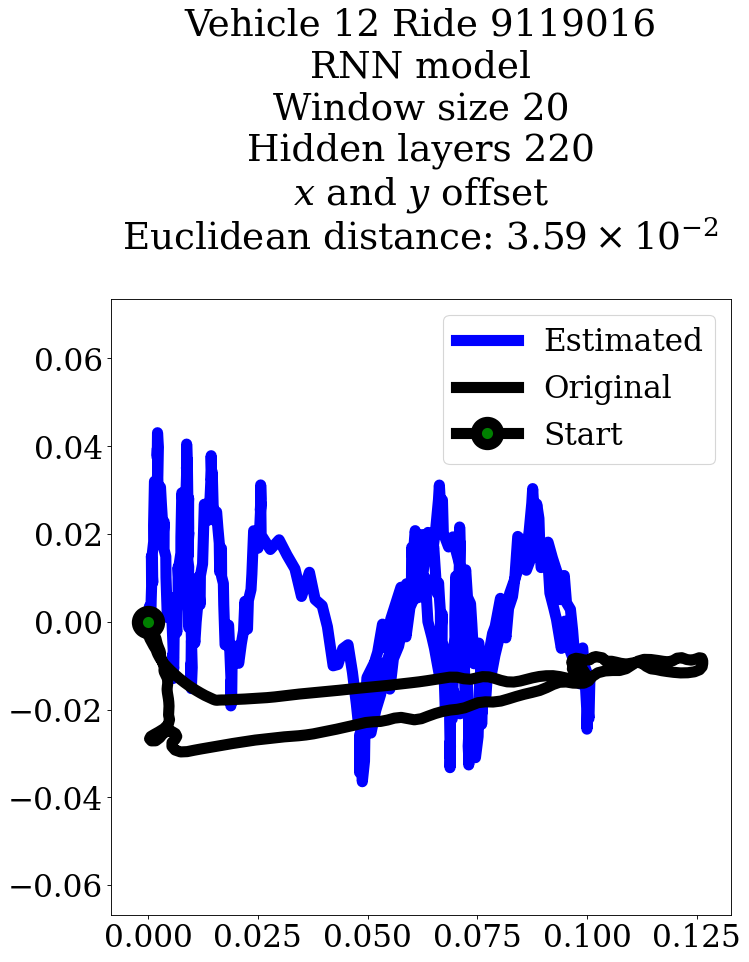 Vehicle 12 Ride 9119016
RNN model
Window size 20
Hidden layers 220
x and y offset
Euclidean distance: 3.59 × 10⁻²
Estimated
Original
Start
0.06
0.04
0.02
0.00
−0.02
−0.04
−0.06
0.000 0.025 0.050 0.075 0.100 0.125